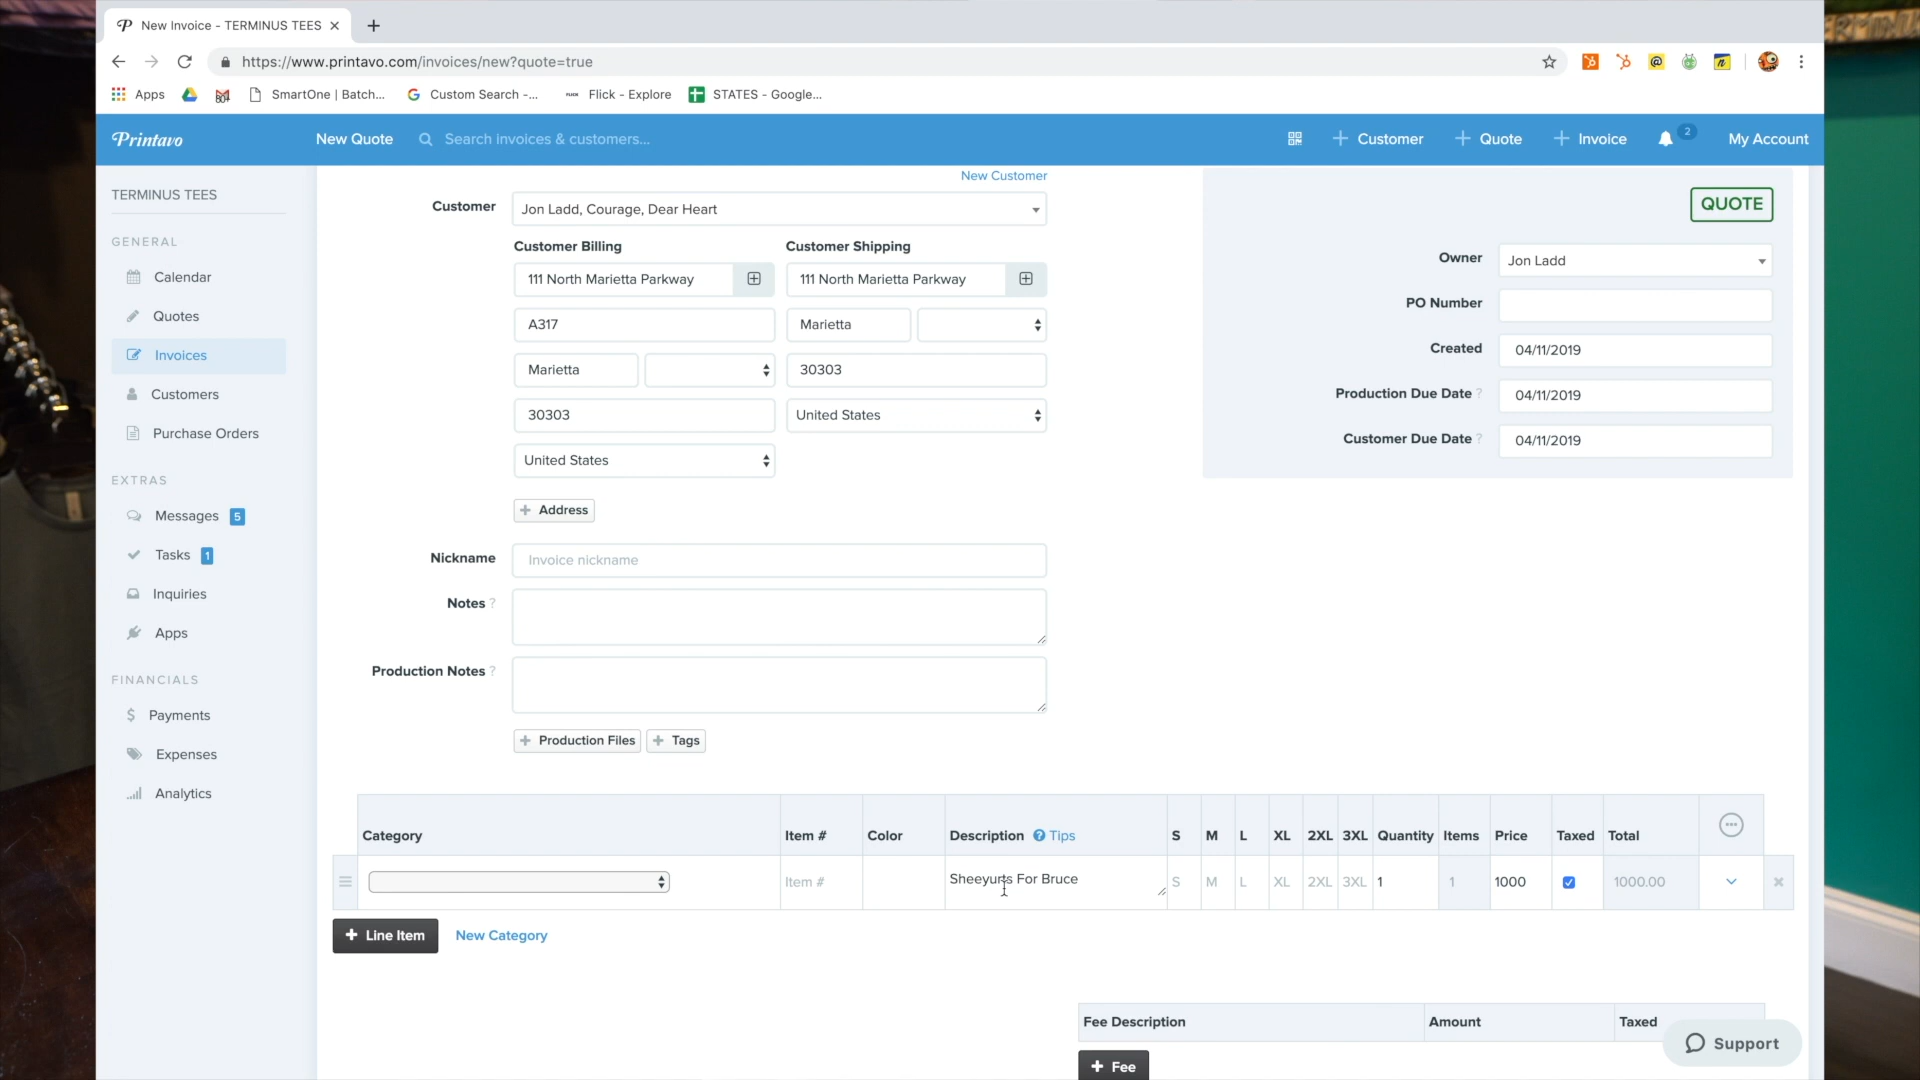 New Invoice - TERMINUS TEES
https://www.printavo.com/invoices/new?quote=true
Apps
SmartOne | Batch...
Custom Search -...
Flick - Explore
STATES - Google...
Printavo
New Quote
Search invoices & customers...
Customer
Quote
Invoice
2
My Account
TERMINUS TEES
GENERAL
Calendar
Quotes
Invoices
Customers
Purchase Orders
EXTRAS
Messages 5
Tasks 1
Inquiries
Apps
FINANCIALS
Payments
Expenses
Analytics
New Customer
Customer
Jon Ladd, Courage, Dear Heart
Customer Billing
Customer Shipping
111 North Marietta Parkway
111 North Marietta Parkway
A317
Marietta
Marietta
30303
30303
United States
United States
+ Address
Nickname
Invoice nickname
Notes ?
Production Notes ?
+ Production Files
+ Tags
QUOTE
Owner
Jon Ladd
PO Number
Created
04/11/2019
Production Due Date ?
04/11/2019
Customer Due Date ?
04/11/2019
Category Item # Color Description ? Tips S M L XL 2XL 3XL Quantity Items Price Taxed Total
Item # Sheeyurts For Bruce S M L XL 2XL 3XL 1 1 1000 1000.00
+ Line Item
New Category
Fee Description Amount Taxed
+ Fee
Support